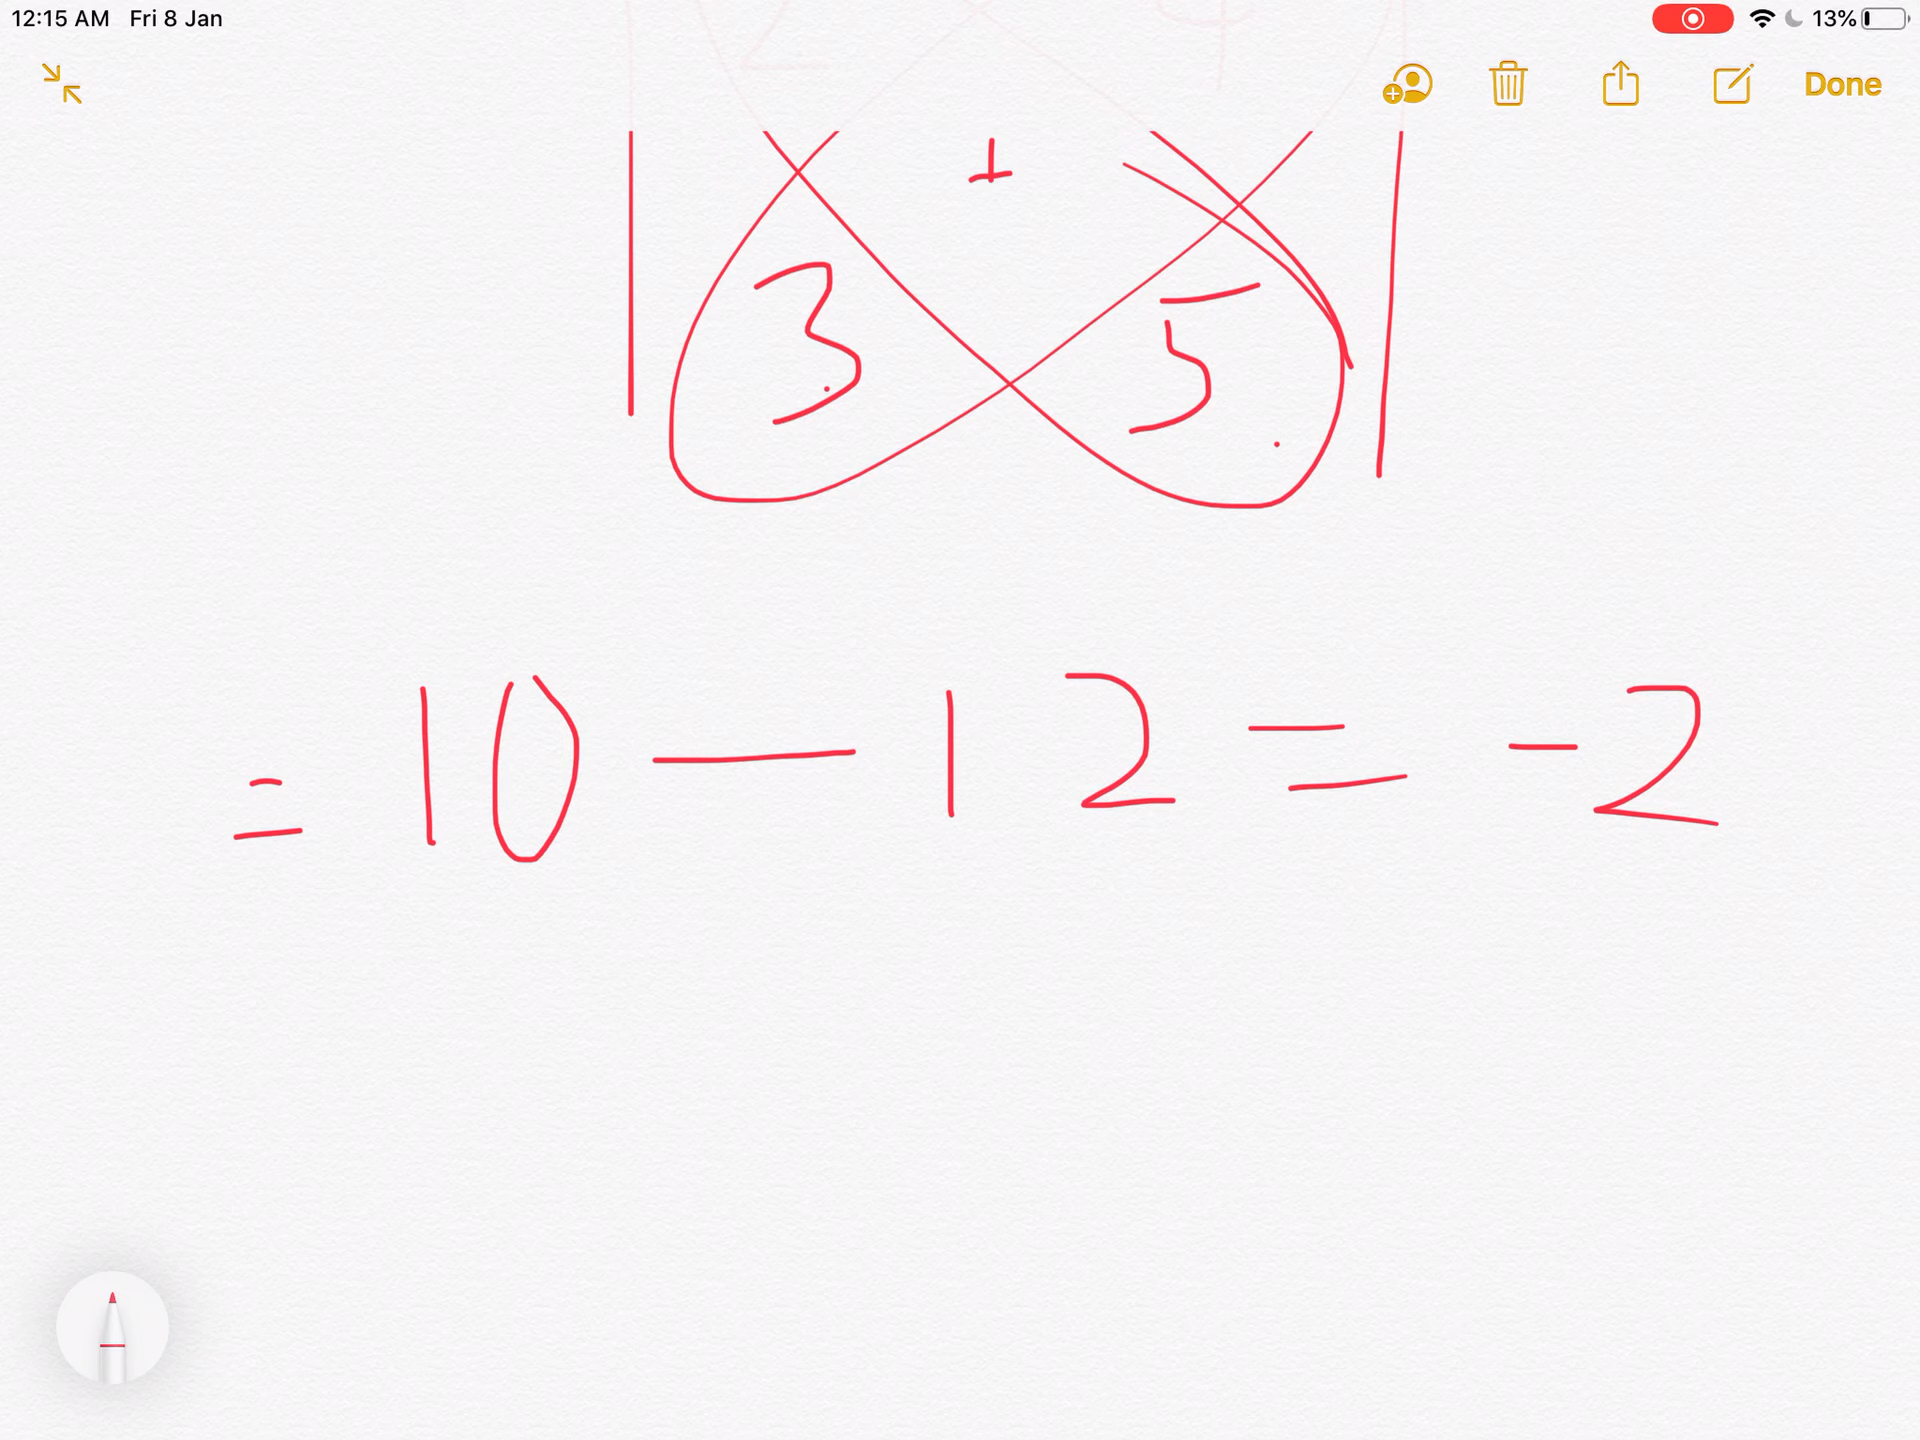 12:15 AM Fri 8 Jan 13%
Done
| 3 5 |
= 10 — 12 = -2